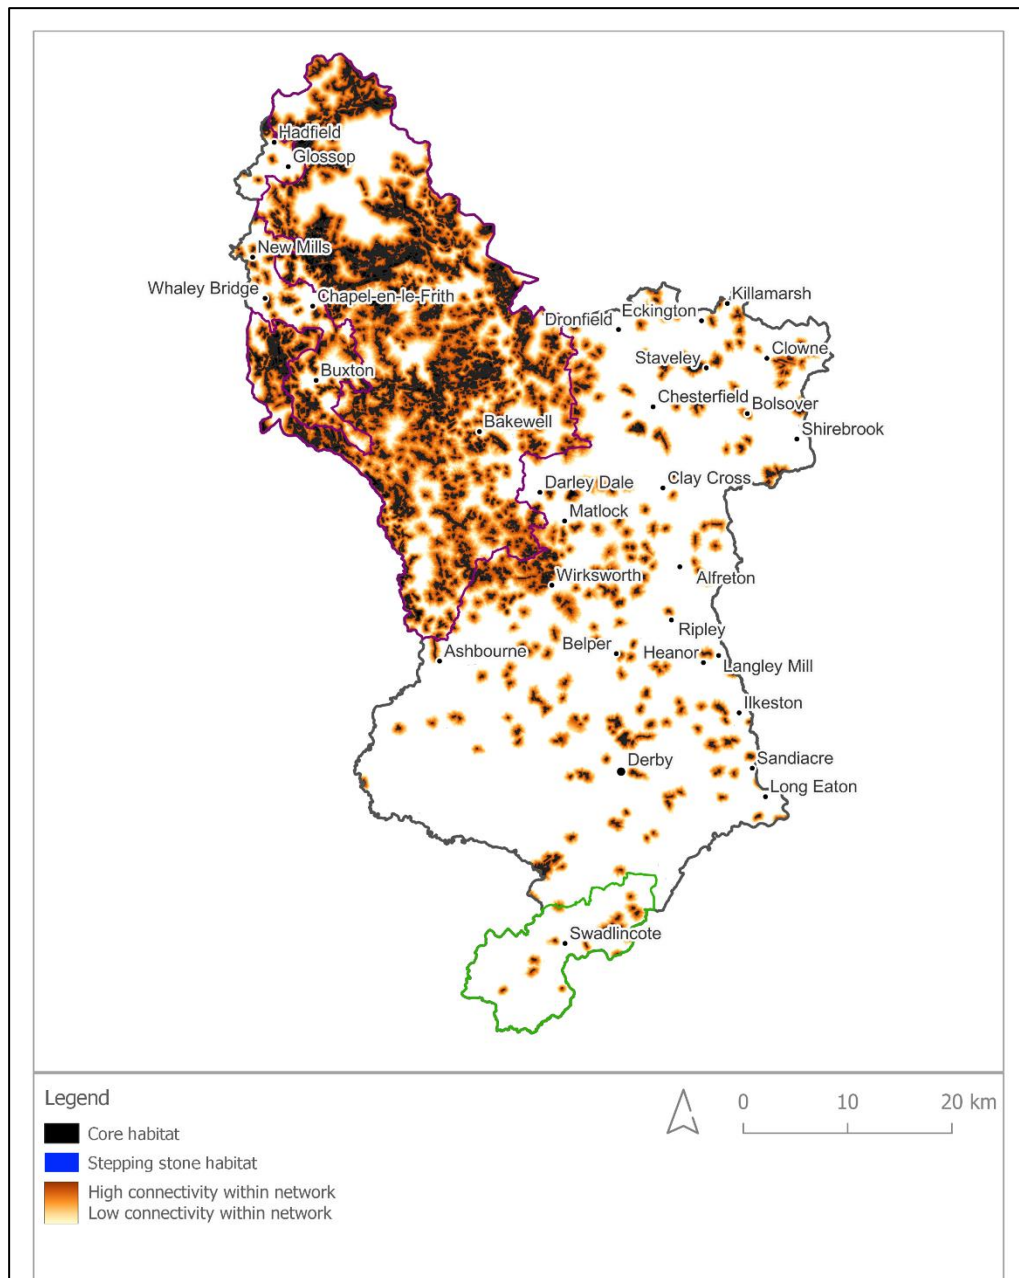 Hadfield
Glossop
New Mills
Whaley Bridge
Chapel-en-le-Frith
Killamarsh
Eckington
Dronfield
Clowne
Staveley
Buxton
Chesterfield
Bolsover
Bakewell
Shirebrook
Darley Dale
Clay Cross
Matlock
Wirksworth
Alfreton
Ripley
Belper
Heanor
Ashbourne
Langley Mill
Ilkeston
Derby
Sandiacre
Long Eaton
Swadlincote
Legend
Core habitat
Stepping stone habitat
High connectivity within network
Low connectivity within network
0 10 20 km